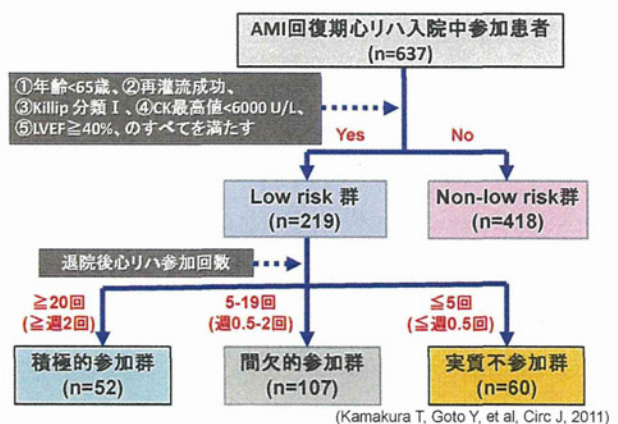 AMI回復期心リハ入院中参加患者
(n=637)
①年齢<65歳、②再灌流成功、
③Killip 分類Ⅰ、④CK最高値<6000 U/L、
⑤LVEF≧40%、のすべてを満たす
Yes
No
Low risk 群
(n=219)
Non-low risk群
(n=418)
退院後心リハ参加回数
≧20回
(≧週2回)
5-19回
(週0.5-2回)
≦5回
(≦週0.5回)
積極的参加群
(n=52)
間欠的参加群
(n=107)
実質不参加群
(n=60)
(Kamakura T, Goto Y, et al, Circ J, 2011)